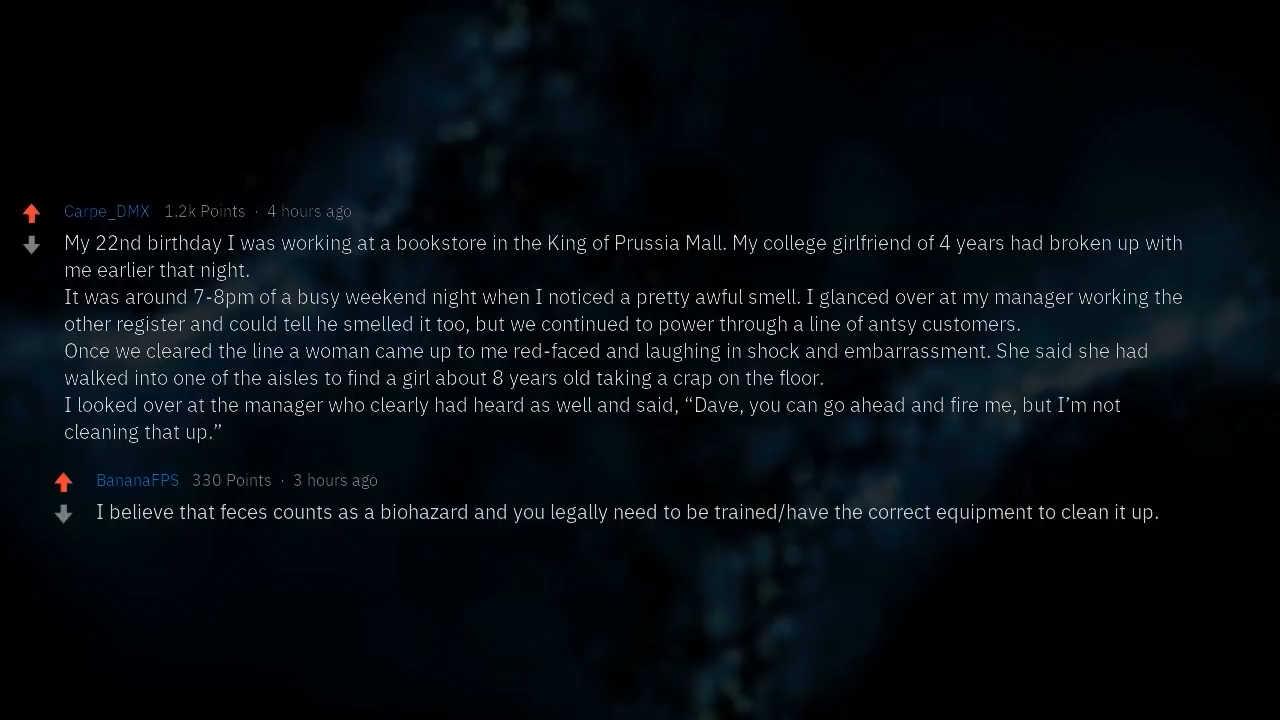 Carpe_DMX 1.2k Points · 4 hours ago
My 22nd birthday I was working at a bookstore in the King of Prussia Mall. My college girlfriend of 4 years had broken up with
me earlier that night.
It was around 7-8pm of a busy weekend night when I noticed a pretty awful smell. I glanced over at my manager working the
other register and could tell he smelled it too, but we continued to power through a line of antsy customers.
Once we cleared the line a woman came up to me red-faced and laughing in shock and embarrassment. She said she had
walked into one of the aisles to find a girl about 8 years old taking a crap on the floor.
I looked over at the manager who clearly had heard as well and said, “Dave, you can go ahead and fire me, but I’m not
cleaning that up.”
BananaFPS 330 Points · 3 hours ago
I believe that feces counts as a biohazard and you legally need to be trained/have the correct equipment to clean it up.